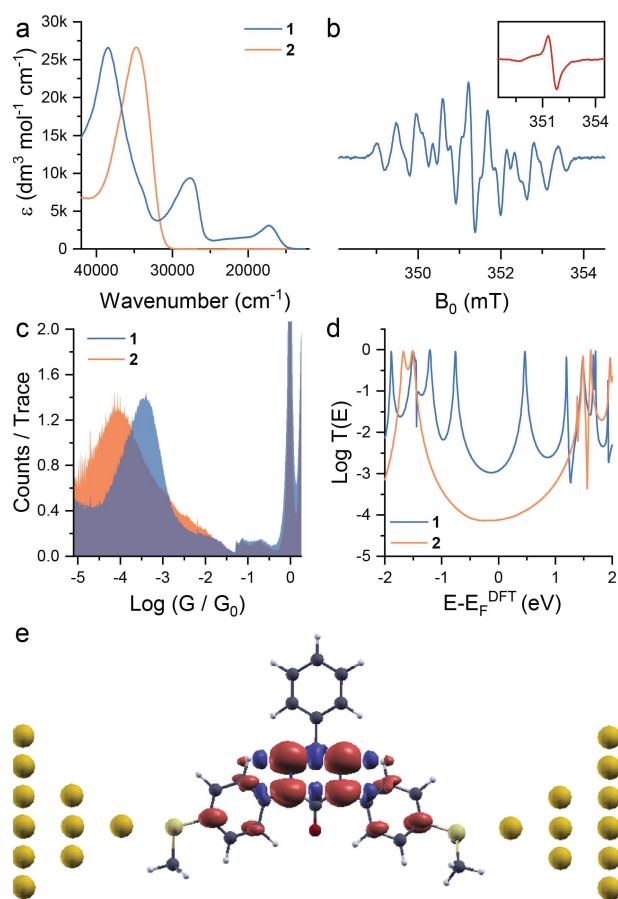 a
1
2
30k
25k
20k
15k
10k
5k
0
ε (dm³ mol⁻¹ cm⁻¹)
40000 30000 20000
Wavenumber (cm⁻¹)
b
351 354
350 352 354
B₀ (mT)
c
1
2
2.0
1.6
1.2
0.8
0.4
0.0
Counts / Trace
-5 -4 -3 -2 -1 0
Log (G / G₀)
d
0
-1
-2
-3
-4
-5
Log T(E)
1
2
-2 -1 0 1 2
E-E_F^DFT (eV)
e